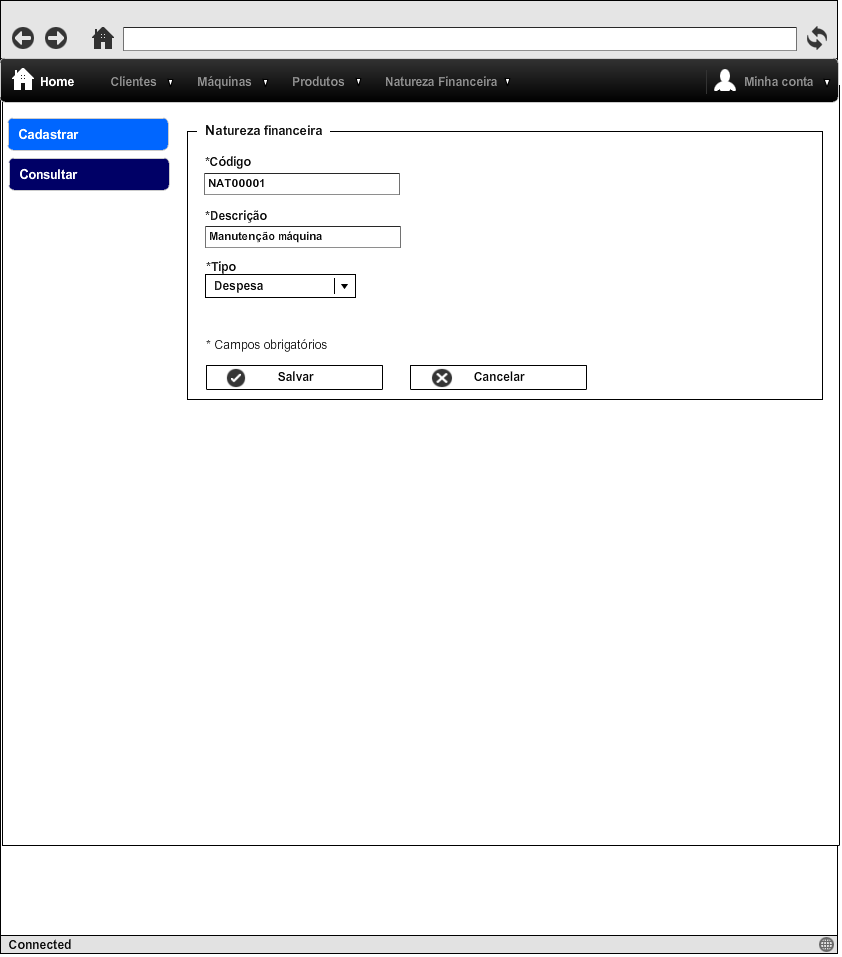 Home Clientes Máquinas Produtos Natureza Financeira Minha conta
Cadastrar
Consultar
Natureza financeira
*Código
NAT00001
*Descrição
Manutenção máquina
*Tipo
Despesa
* Campos obrigatórios
Salvar Cancelar
Connected